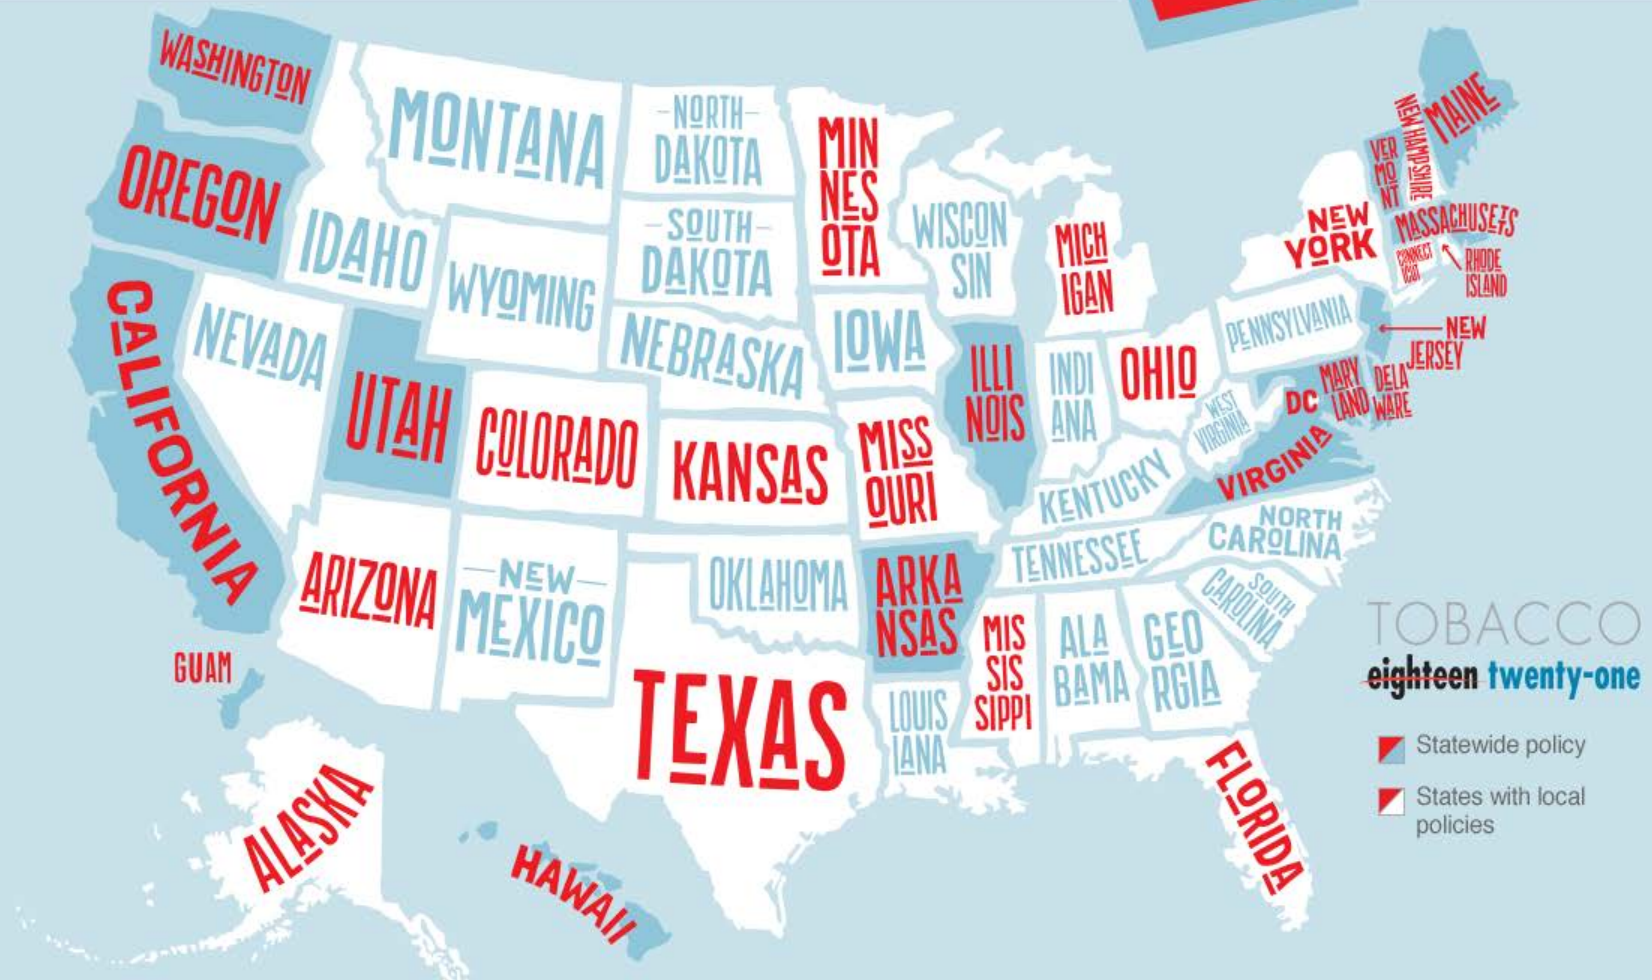 WASHINGTON
OREGON
CALIFORNIA
MONTANA
IDAHO
NEVADA
WYOMING
UTAH
COLORADO
ARIZONA
-NEW-
MEXICO
-NORTH-
DAKOTA
-SOUTH-
DAKOTA
NEBRASKA
KANSAS
OKLAHOMA
TEXAS
MIN
NES
OTA
IOWA
MISS
OURI
ARKA
NSAS
LOUIS
IANA
WISCON
SIN
ILLI
NOIS
MICH
IGAN
INDI
ANA
OHIO
KENTUCKY
TENNESSEE
MIS
SIS
SIPPI
ALA
BAMA
GEO
RGIA
FLORIDA
SOUTH
CAROLINA
NORTH
CAROLINA
VIRGINIA
WEST
VIRGINIA
PENNSYLVANIA
NEW
YORK
VER
MO
NT
NEW HAMPSHIRE
MAINE
MASSACHUSETS
CONNECT
ICUT
RHODE
ISLAND
NEW
JERSEY
DC
MARY
LAND
DELA
WARE
GUAM
ALASKA
HAWAII
TOBACCO
eighteen twenty-one
Statewide policy
States with local
policies